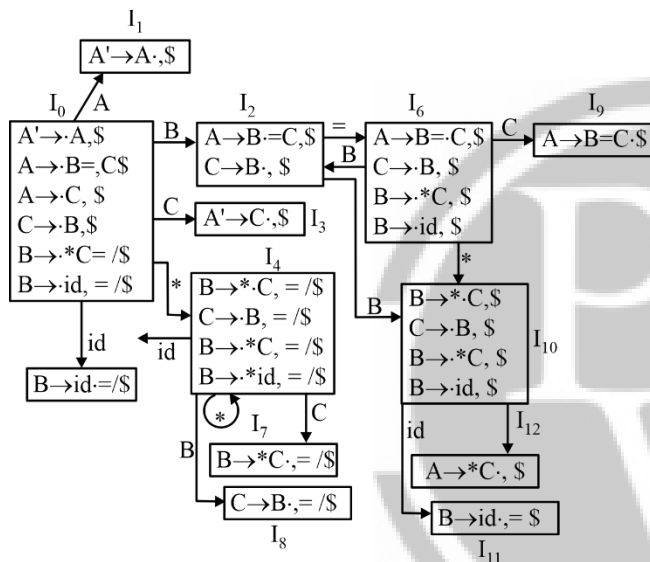 I1
A'→A·,$
I0
A
A'→·A,$
A→·B=,C$
A→·C, $
C→·B,$
B→·*C= /$
B→·id, = /$
B
I2
A→B·=C,$
C→B·, $
=
B
I6
A→B=·C,$
C→·B, $
B→·*C, $
B→·id, $
C
I9
A→B=C·$
C
A'→C·,$
I3
*
I4
B→*·C, = /$
C→·B, = /$
B→·*C, = /$
B→·*id, = /$
id
id
B→id·=/$
*
B
C
I7
B→*C·,= /$
C→B·,= /$
I8
*
B
B→*·C,$
C→·B, $
B→·*C, $
B→·id, $
I10
id
I12
A→*C·, $
B→id·,= $
I11